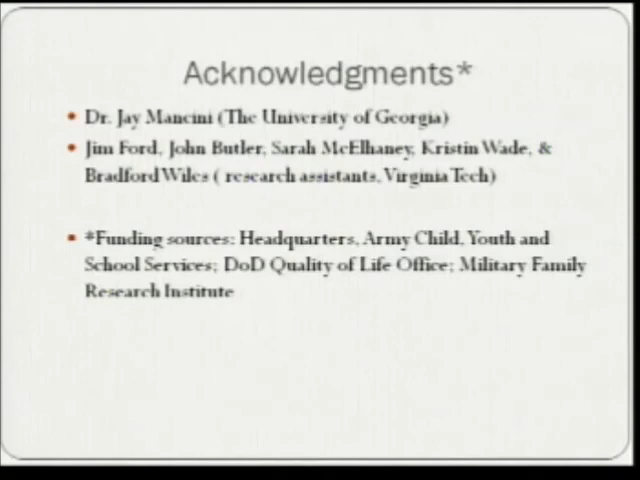 Acknowledgments*
• Dr. Jay Mancini (The University of Georgia)
• Jim Ford, John Butler, Sarah McElhaney, Kristin Wade, &
Bradford Wiles ( research assistants, Virginia Tech)
• *Funding sources: Headquarters, Army Child, Youth and
School Services; DoD Quality of Life Office; Military Family
Research Institute